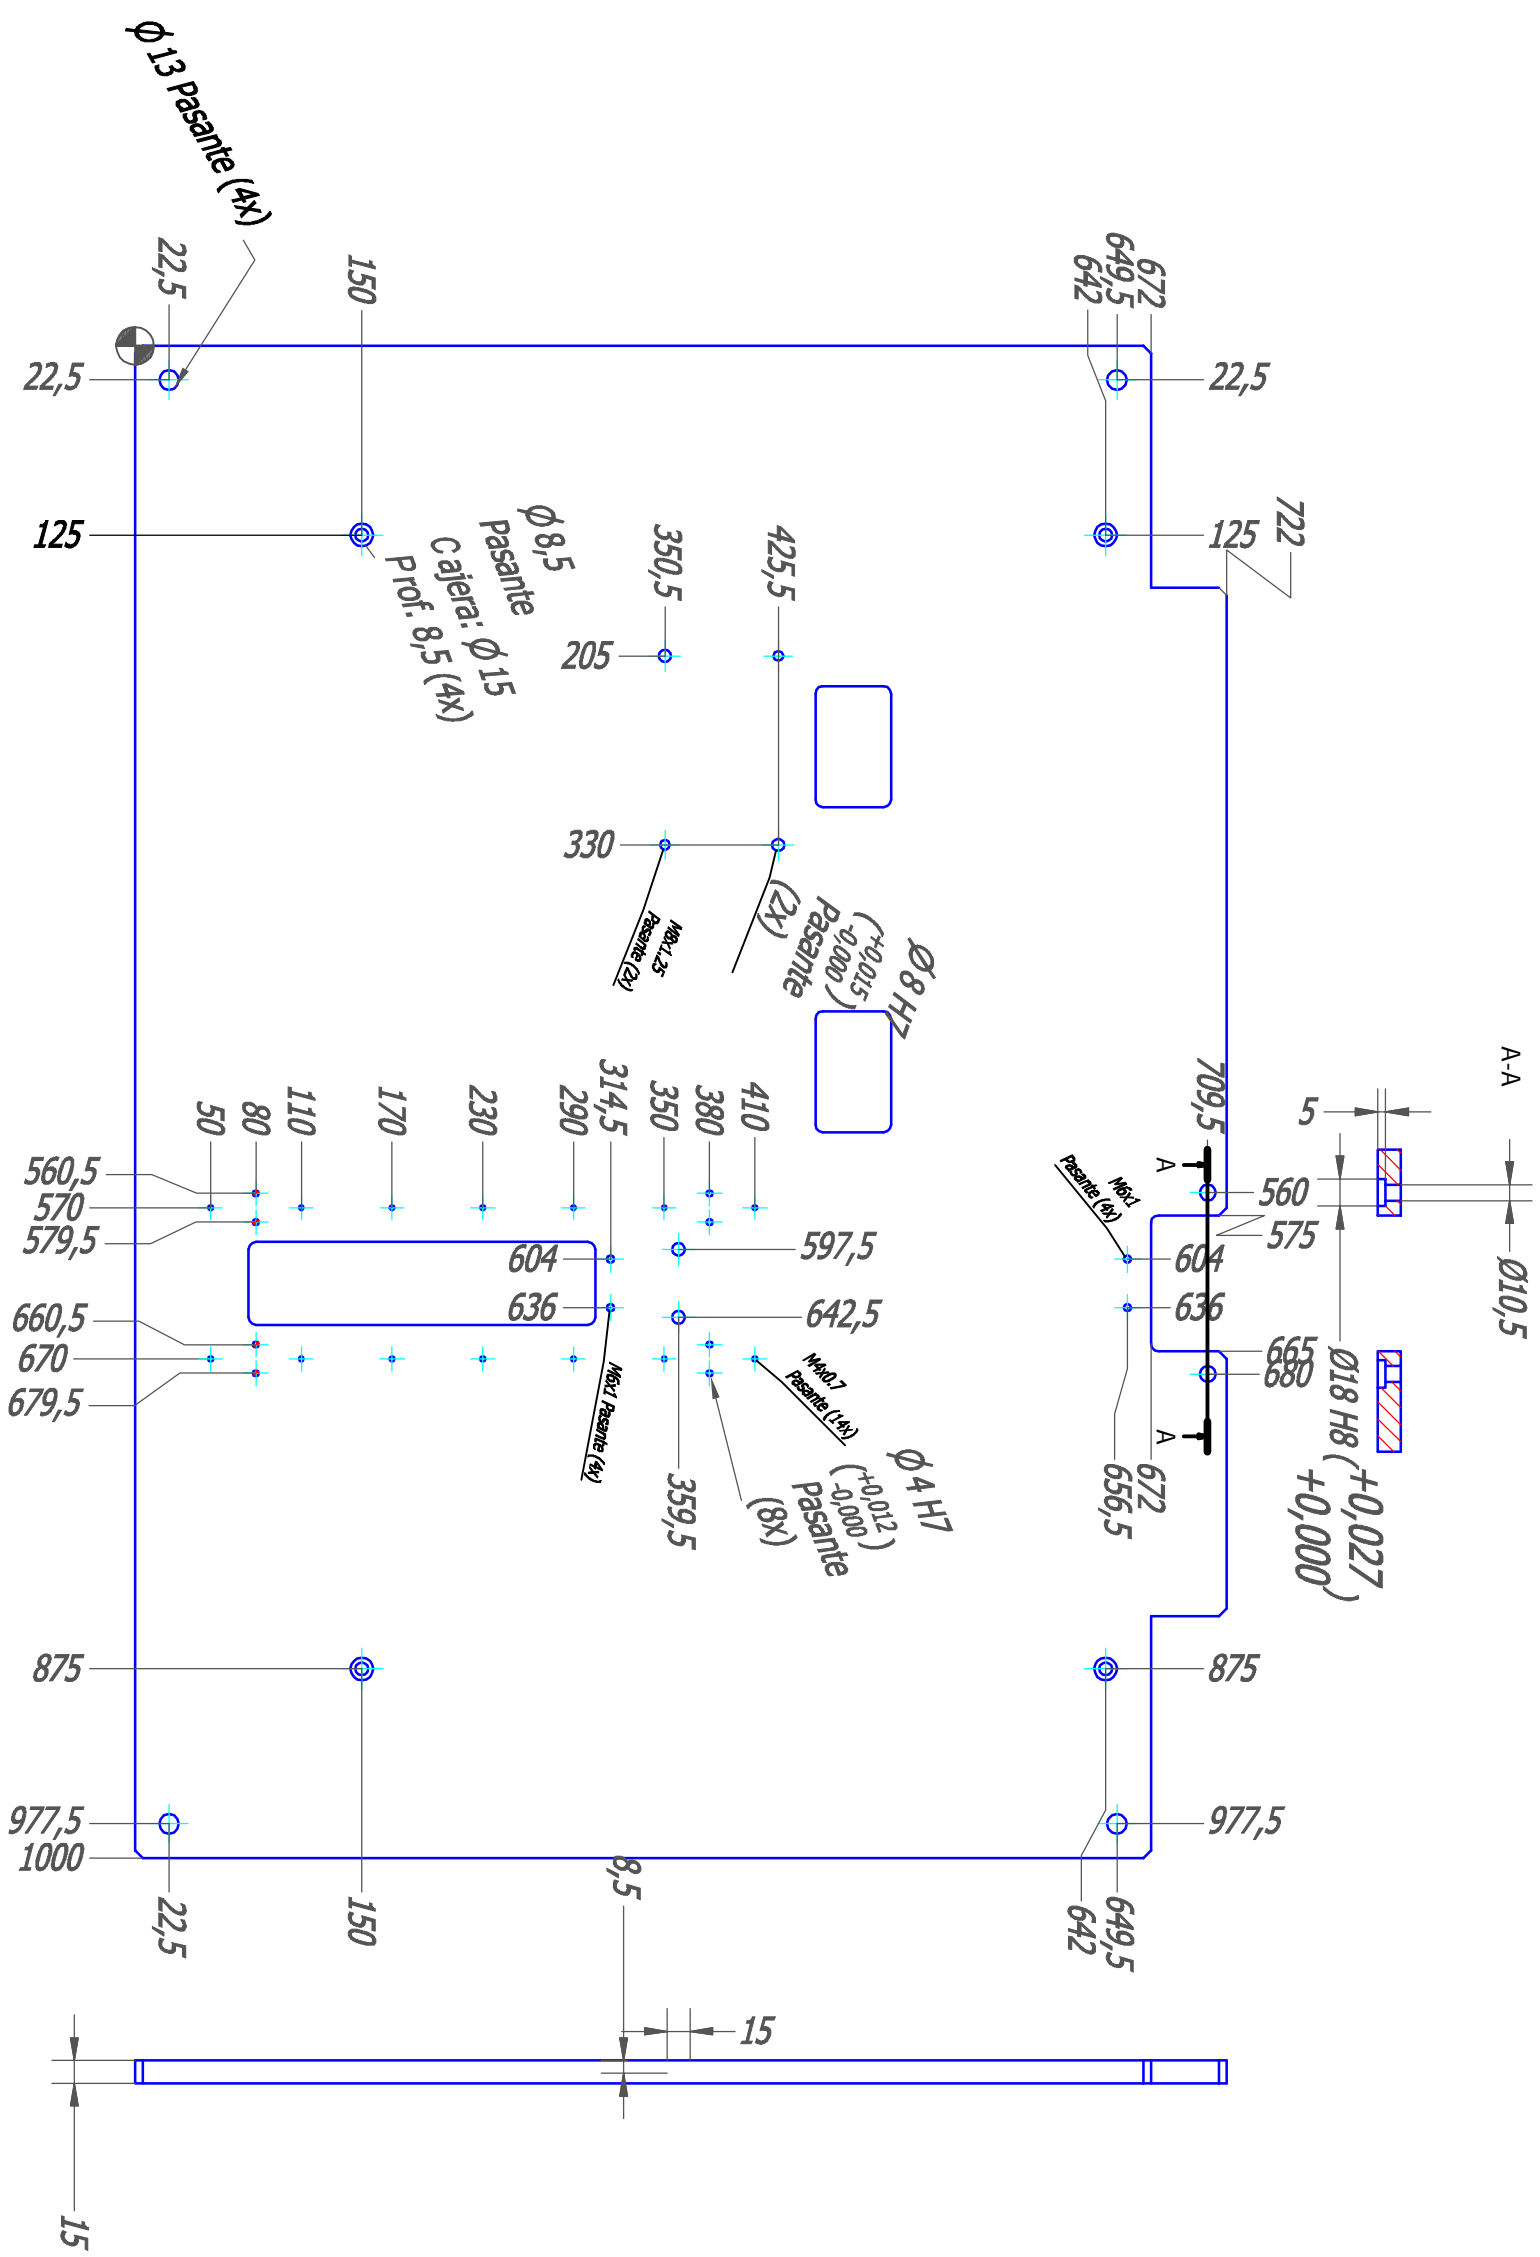 A-A
5
Ø10,5
Ø18 H8 (+0,027
+0,000)
Ø13 Pasante (4x)
22,5
150
642
649,5
672
22,5
22,5
125
125
722
Ø8,5
Pasante
Cajera: Ø15
Prof. 8,5 (4x)
350,5
425,5
205
330
M8x1.25
Pasante (2x)
Ø8 H7
(+0,015
-0,000)
Pasante
(2x)
709,5
A
560
575
M6x1
Pasante (4x)
604
636
665
680
A
672
656,5
50
80
110
170
230
290
314,5
350
380
410
560,5
570
579,5
660,5
670
679,5
604
636
597,5
642,5
M6x1 Pasante (4x)
M4x0.7
Pasante (14x)
359,5
Ø4 H7
(+0,012
-0,000)
Pasante
(8x)
875
875
977,5
1000
977,5
22,5
150
8,5
642
649,5
15
15